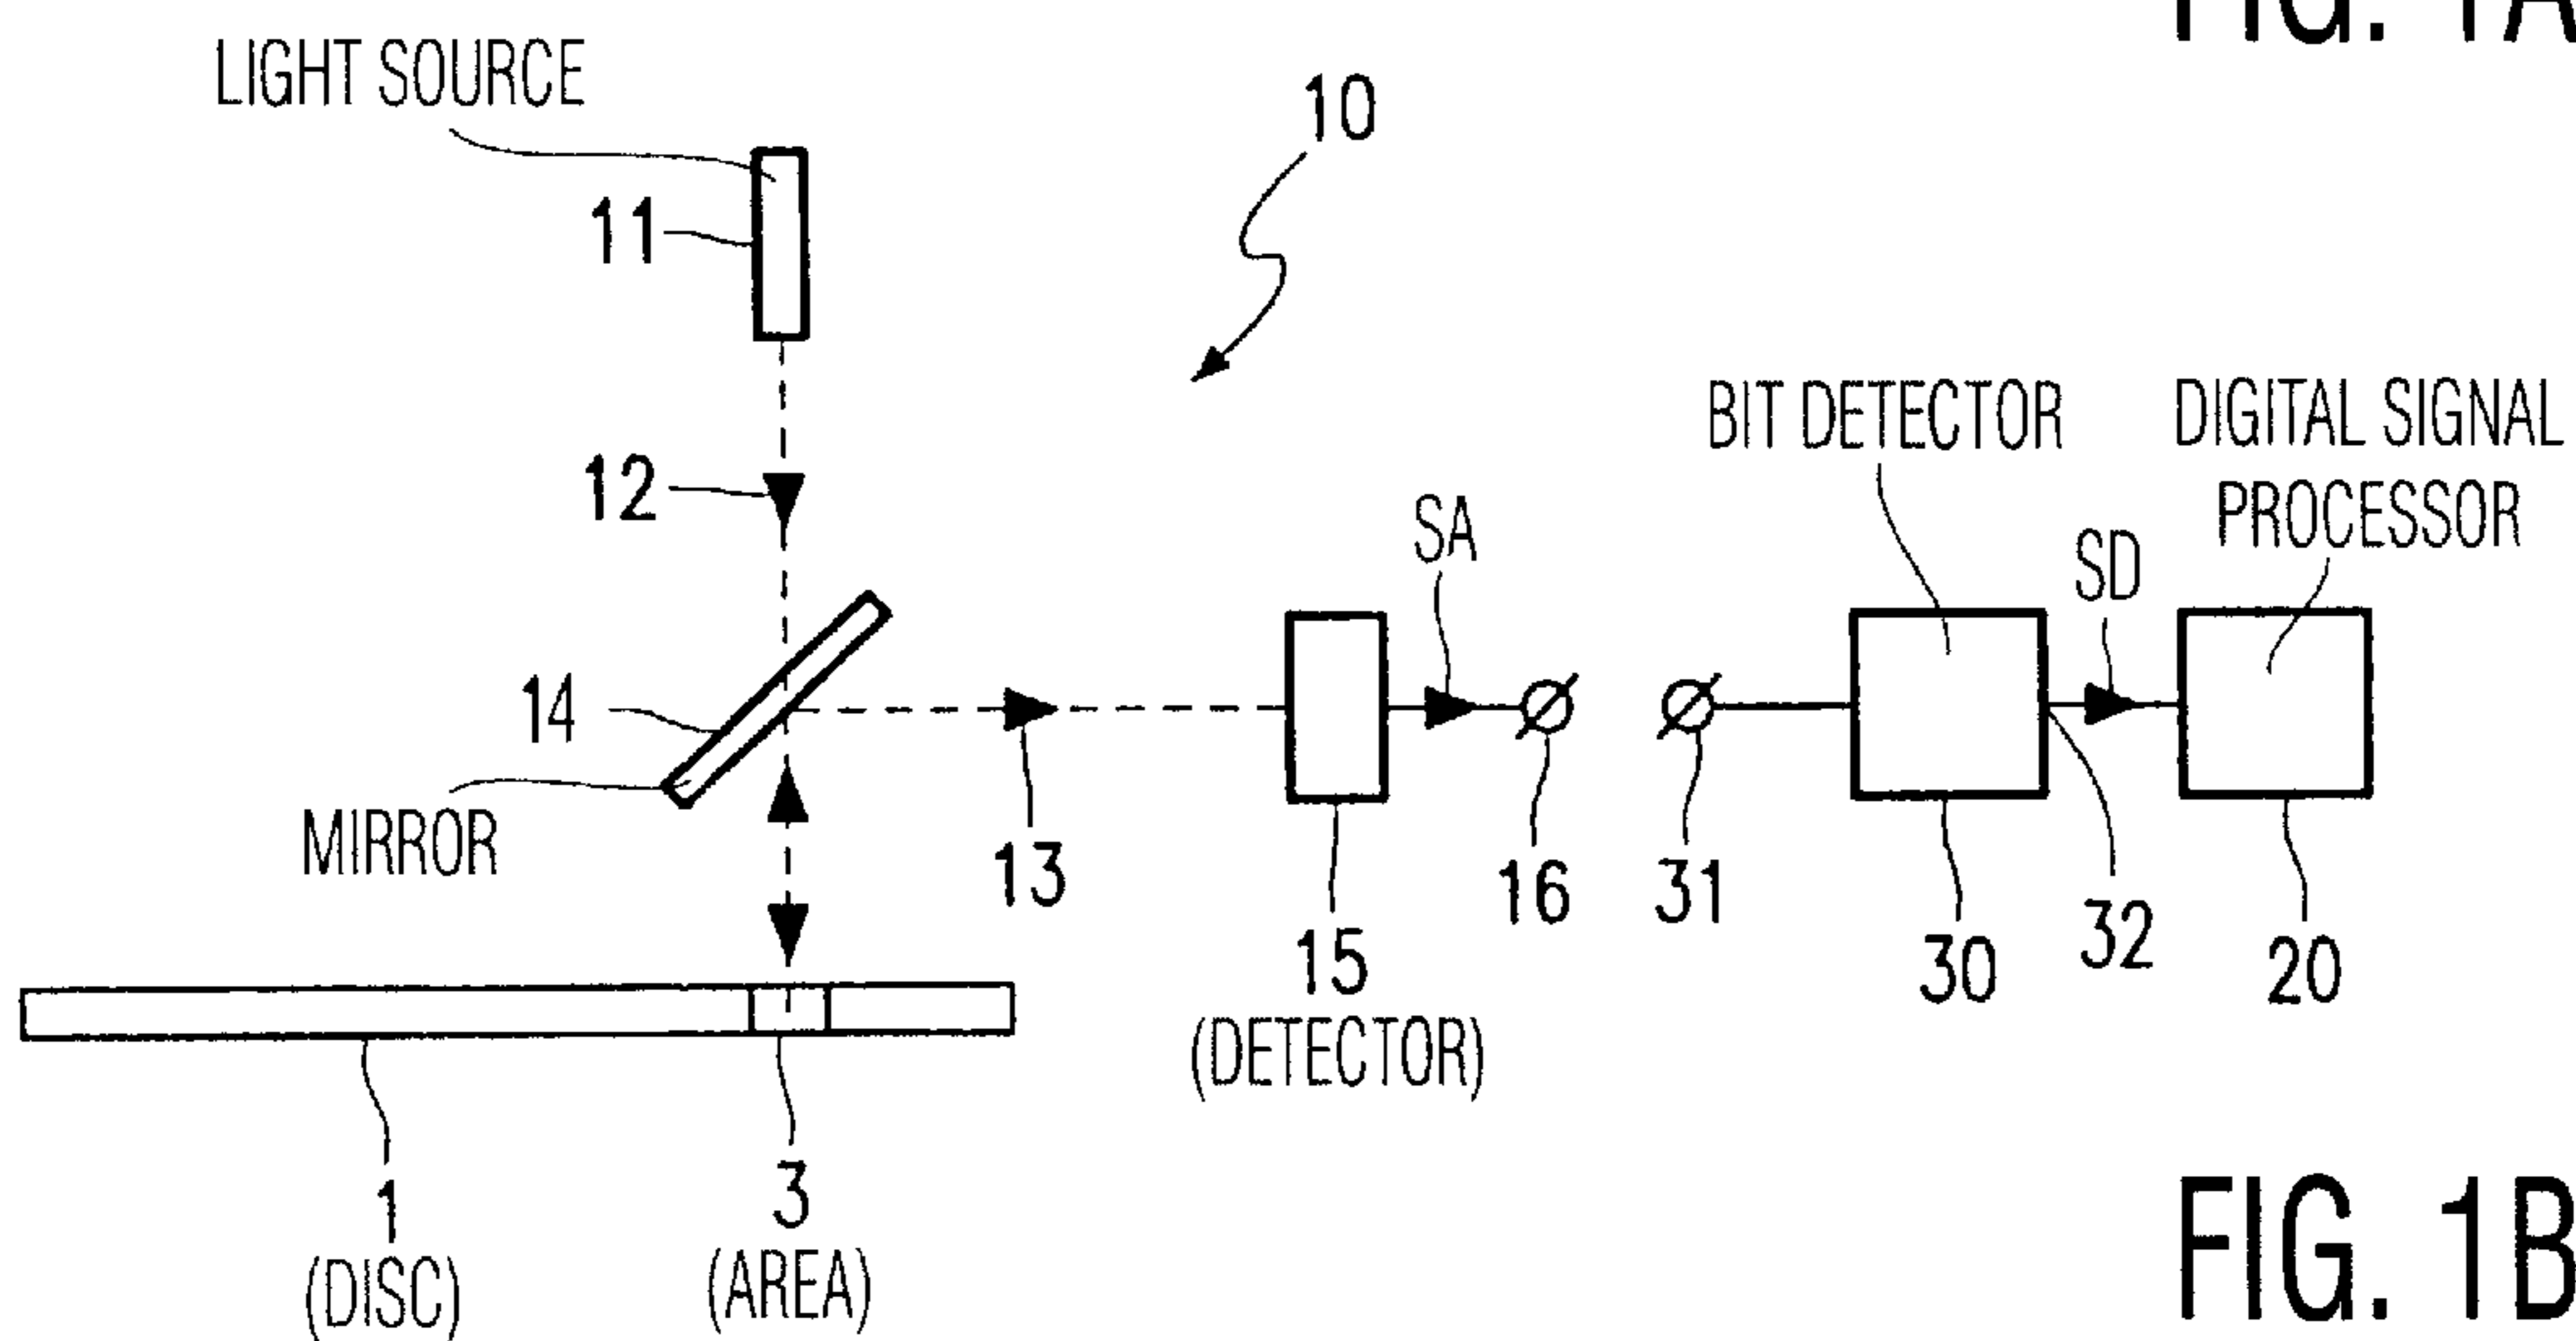 FIG. 1A
LIGHT SOURCE
10
11
BIT DETECTOR
DIGITAL SIGNAL
PROCESSOR
12
SA
SD
14
MIRROR
13
16
31
15
(DETECTOR)
30
32
20
1
(DISC)
3
(AREA)
FIG. 1B